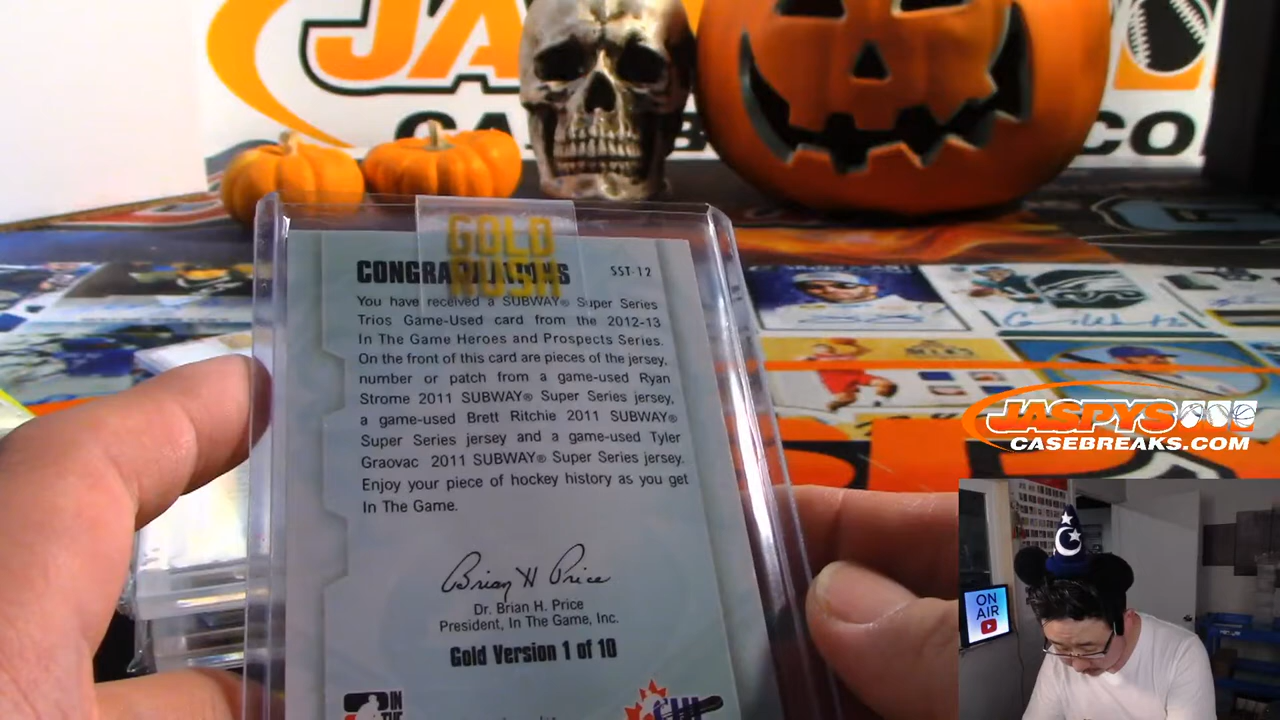 GOLD
RUSH
CONGRATULATIONS
SST-12
You have received a SUBWAY® Super Series
Trios Game-Used card from the 2012-13
In The Game Heroes and Prospects Series.
On the front of this card are pieces of the jersey,
number or patch from a game-used Ryan
Strome 2011 SUBWAY® Super Series jersey,
a game-used Brett Ritchie 2011 SUBWAY®
Super Series jersey and a game-used Tyler
Graovac 2011 SUBWAY® Super Series jersey.
Enjoy your piece of hockey history as you get
In The Game.
Brian H Price
Dr. Brian H. Price
President, In The Game, Inc.
Gold Version 1 of 10
IN
THE
CHL
JASPYS
CASEBREAKS.COM
ON
AIR